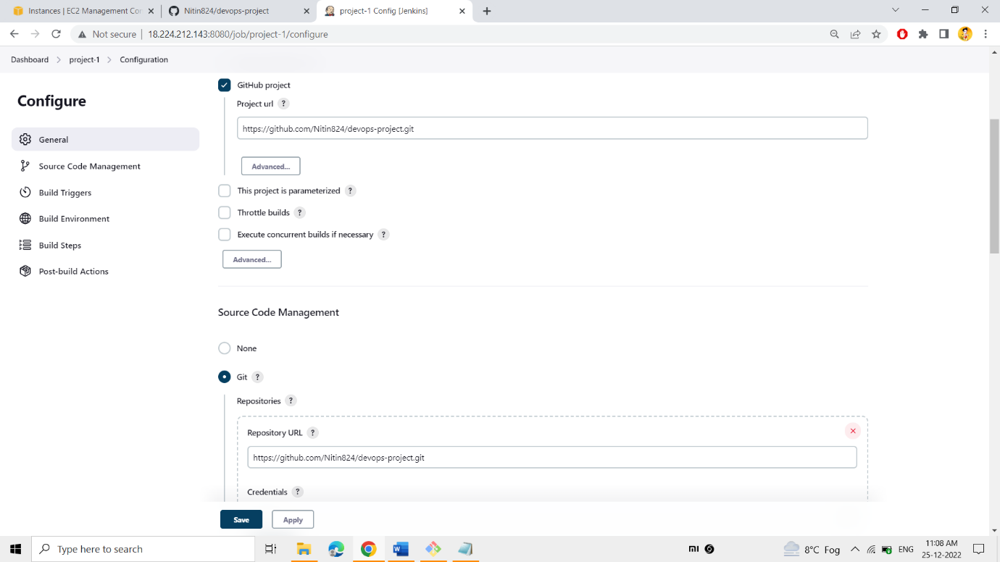 Instances | EC2 Management Con
Nitin824/devops-project
project-1 Config [Jenkins]
Not secure
18.224.212.143:8080/job/project-1/configure
Dashboard
project-1
Configuration
Configure
General
Source Code Management
Build Triggers
Build Environment
Build Steps
Post-build Actions
GitHub project
Project url ?
https://github.com/Nitin824/devops-project.git
Advanced...
This project is parameterized ?
Throttle builds ?
Execute concurrent builds if necessary ?
Advanced...
Source Code Management
None
Git ?
Repositories ?
Repository URL ?
https://github.com/Nitin824/devops-project.git
Credentials ?
Save
Apply
Type here to search
8°C Fog
ENG
11:08 AM
25-12-2022